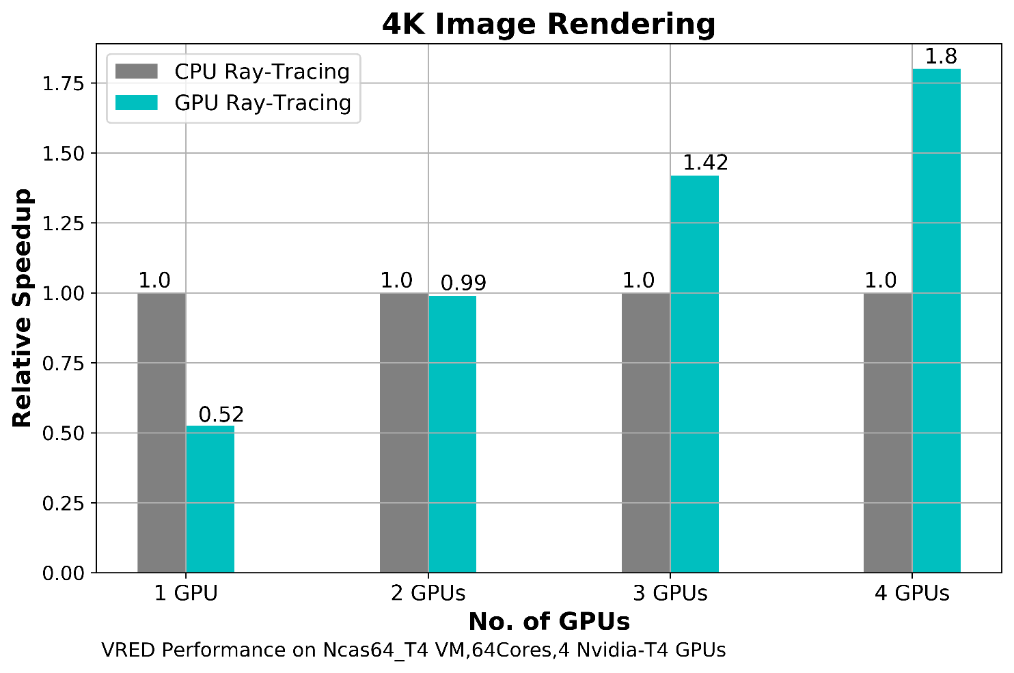 4K Image Rendering
CPU Ray-Tracing
GPU Ray-Tracing
Relative Speedup
1.75
1.50
1.25
1.00
0.75
0.50
0.25
0.00
1.0
0.52
1.0
0.99
1.0
1.42
1.0
1.8
1 GPU
2 GPUs
3 GPUs
4 GPUs
No. of GPUs
VRED Performance on Ncas64_T4 VM,64Cores,4 Nvidia-T4 GPUs